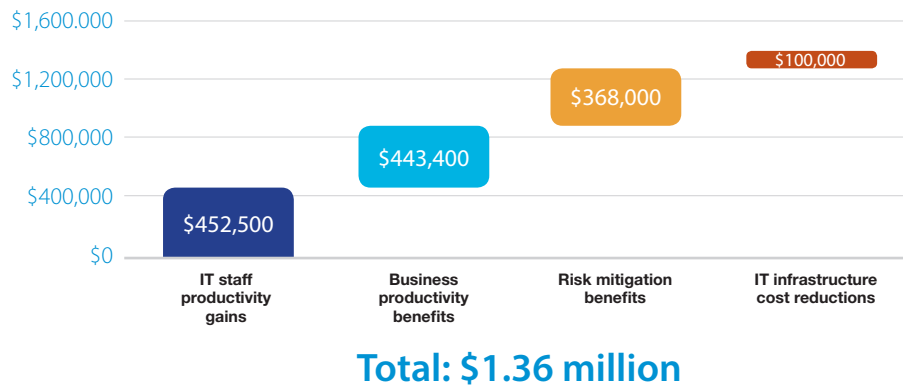 $1,600.000
$1,200,000
$800,000
$400,000
$0
$452,500
$443,400
$368,000
$100,000
IT staff
productivity
gains
Business
productivity
benefits
Risk mitigation
benefits
IT infrastructure
cost reductions
Total: $1.36 million